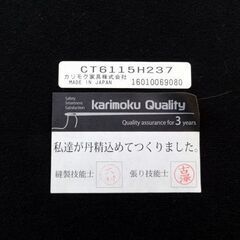 CT6115H237
カリモク家具株式会社
MADE IN JAPAN 16010069080
Safety
Smartness
Satisfaction
karimoku Quality
Quality assurance for 3 years
私達が丹精込めてつくりました。
縫製技能士 張り技能士